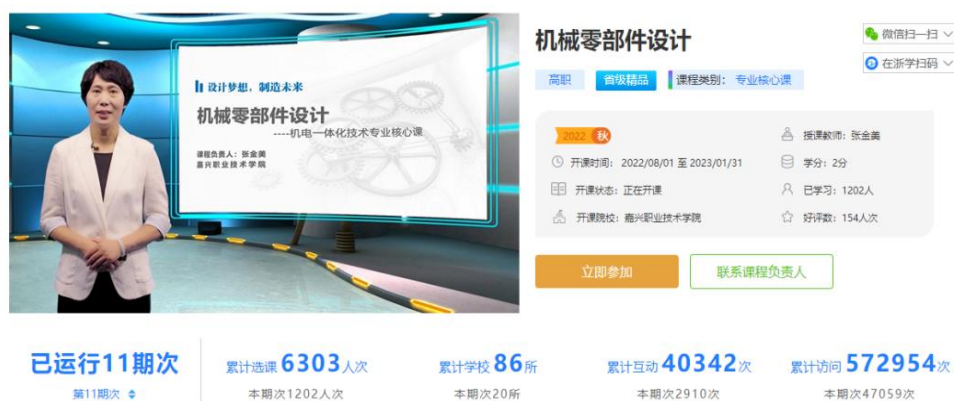 设计梦想，制造未来
机械零部件设计
----机电一体化技术专业核心课
课程负责人：张金美
嘉兴职业技术学院
机械零部件设计
微信扫一扫
在浙学扫码
高职 省级精品 课程类别： 专业核心课
2022 秋
授课教师：张金美
开课时间： 2022/08/01 至 2023/01/31
学分：2分
开课状态：正在开课
已学习：1202人
开课院校：嘉兴职业技术学院
好评数：154人次
立即参加 联系课程负责人
已运行11期次 累计选课 6303人次 累计学校 86所 累计互动 40342次 累计访问 572954次
第11期次 本期次1202人次 本期次20所 本期次2910次 本期次47059次